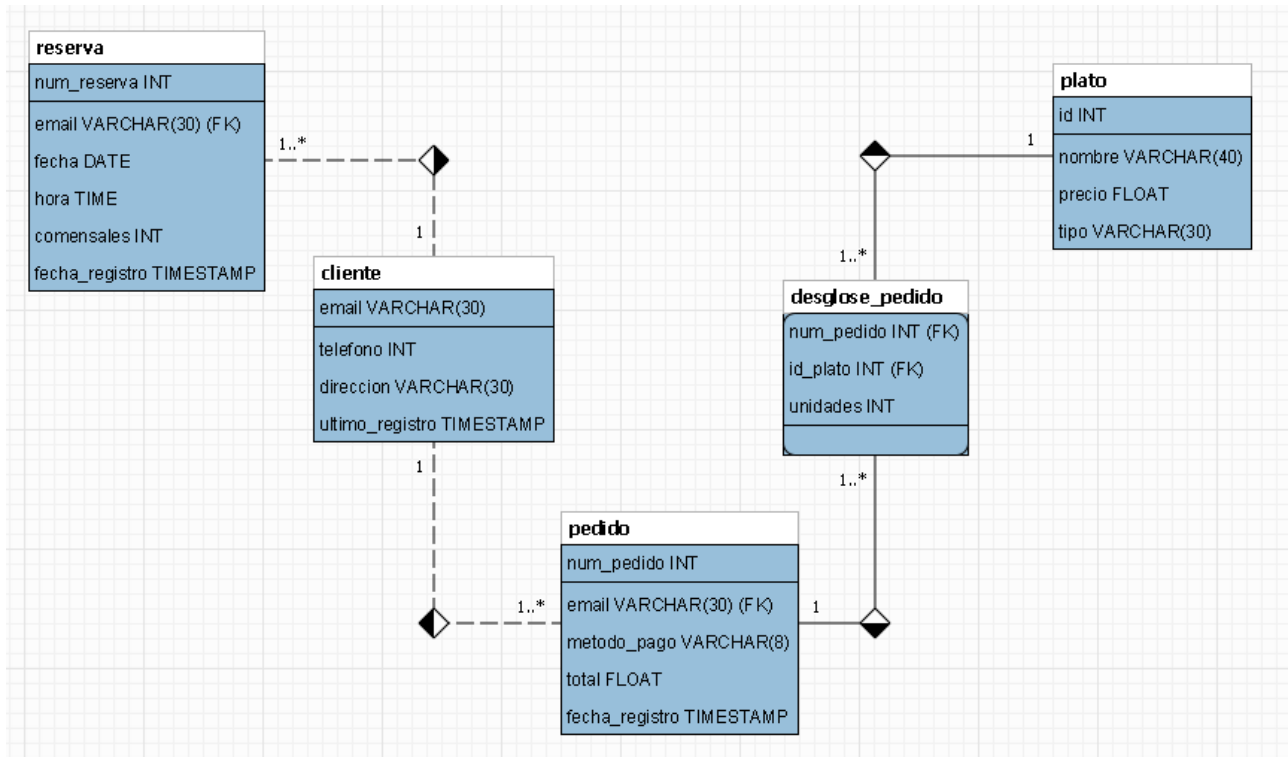 reserva
num_reserva INT
email VARCHAR(30) (FK)
fecha DATE
hora TIME
comensales INT
fecha_registro TIMESTAMP
1..*
1
cliente
email VARCHAR(30)
telefono INT
direccion VARCHAR(30)
ultimo_registro TIMESTAMP
1
1..*
pedido
num_pedido INT
email VARCHAR(30) (FK)
metodo_pago VARCHAR(8)
total FLOAT
fecha_registro TIMESTAMP
1
1..*
desglose_pedido
num_pedido INT (FK)
id_plato INT (FK)
unidades INT
1..*
1
plato
id INT
nombre VARCHAR(40)
precio FLOAT
tipo VARCHAR(30)